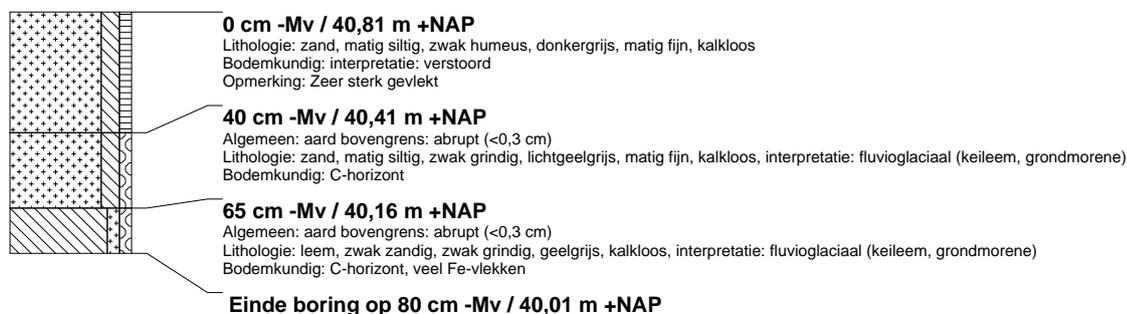 0 cm -Mv / 40,81 m +NAP
Lithologie: zand, matig siltig, zwak humeus, donkergrijs, matig fijn, kalkloos
Bodemkundig: interpretatie: verstoord
Opmerking: Zeer sterk gevlekt
40 cm -Mv / 40,41 m +NAP
Algemeen: aard bovengrens: abrupt (<0,3 cm)
Lithologie: zand, matig siltig, zwak grindig, lichtgeelgrijs, matig fijn, kalkloos, interpretatie: fluvioglaciaal (keileem, grondmorene)
Bodemkundig: C-horizont
65 cm -Mv / 40,16 m +NAP
Algemeen: aard bovengrens: abrupt (<0,3 cm)
Lithologie: leem, zwak zandig, zwak grindig, geelgrijs, kalkloos, interpretatie: fluvioglaciaal (keileem, grondmorene)
Bodemkundig: C-horizont, veel Fe-vlekken
Einde boring op 80 cm -Mv / 40,01 m +NAP